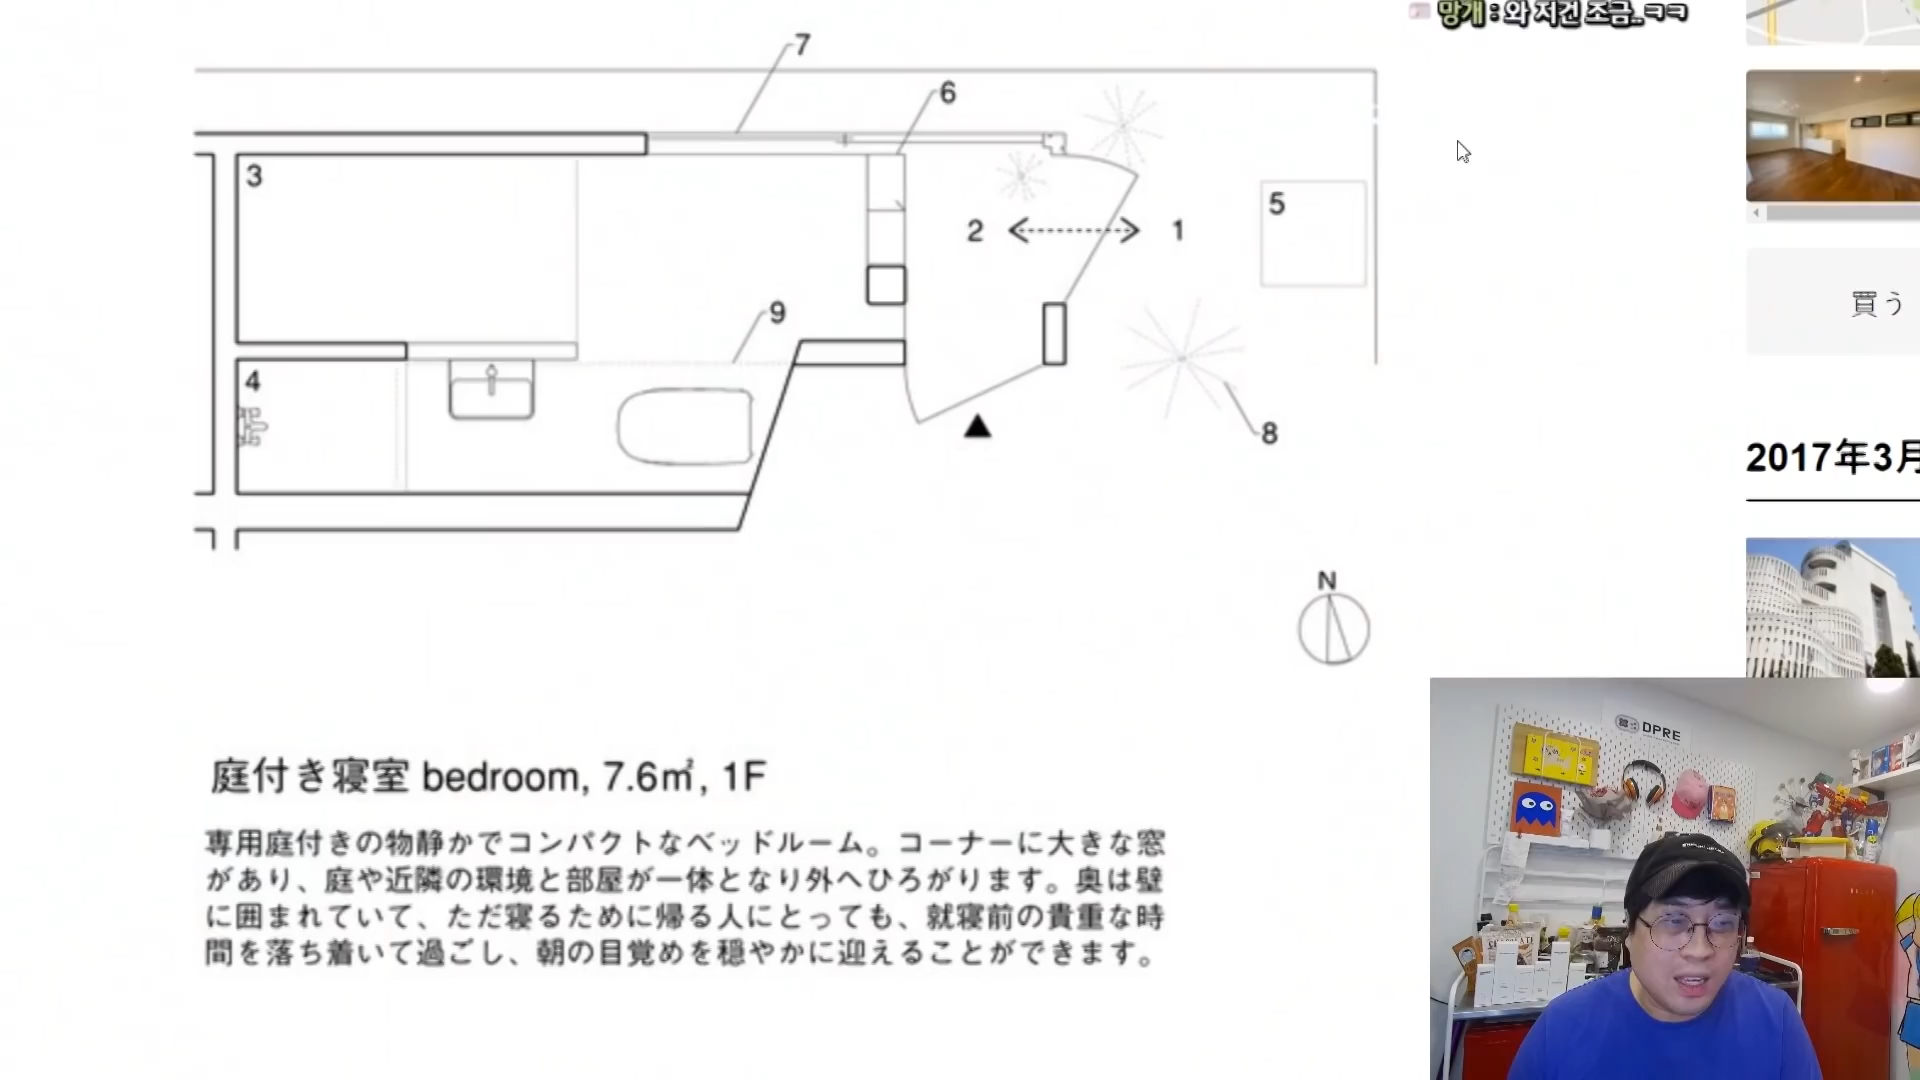 망개 : 와 저건 조금..ㅋㅋ
7
6
3
5
2
1
9
4
8
買う
2017年3月
N
DPRE
庭付き寝室 bedroom, 7.6㎡, 1F
専用庭付きの物静かでコンパクトなベッドルーム。コーナーに大きな窓
があり、庭や近隣の環境と部屋が一体となり外へひろがります。奥は壁
に囲まれていて、ただ寝るために帰る人にとっても、就寝前の貴重な時
間を落ち着いて過ごし、朝の目覚めを穏やかに迎えることができます。